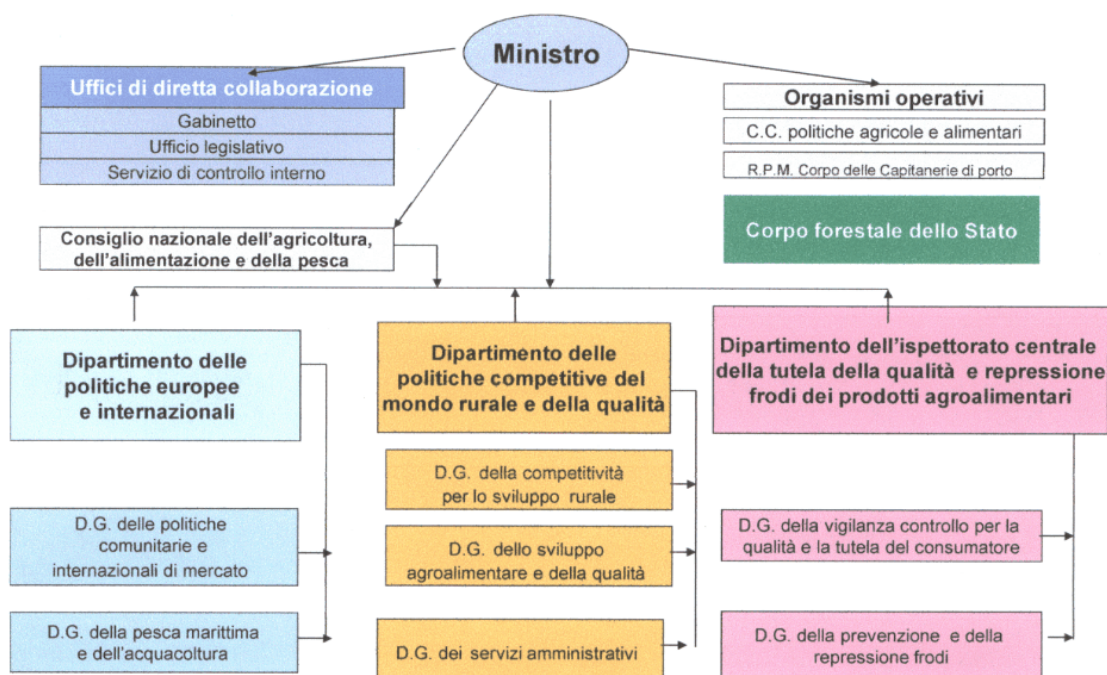 Ministro
Uffici di diretta collaborazione
Gabinetto
Ufficio legislativo
Servizio di controllo interno
Organismi operativi
C.C. politiche agricole e alimentari
R.P.M. Corpo delle Capitanerie di porto
Corpo forestale dello Stato
Consiglio nazionale dell'agricoltura,
dell'alimentazione e della pesca
Dipartimento delle
politiche europee
e internazionali
D.G. delle politiche
comunitarie e
internazionali di mercato
D.G. della pesca marittima
e dell'acquacoltura
Dipartimento delle
politiche competitive del
mondo rurale e della qualità
D.G. della competitività
per lo sviluppo rurale
D.G. dello sviluppo
agroalimentare e della qualità
D.G. dei servizi amministrativi
Dipartimento dell'ispettorato centrale
della tutela della qualità e repressione
frodi dei prodotti agroalimentari
D.G. della vigilanza controllo per la
qualità e la tutela del consumatore
D.G. della prevenzione e della
repressione frodi